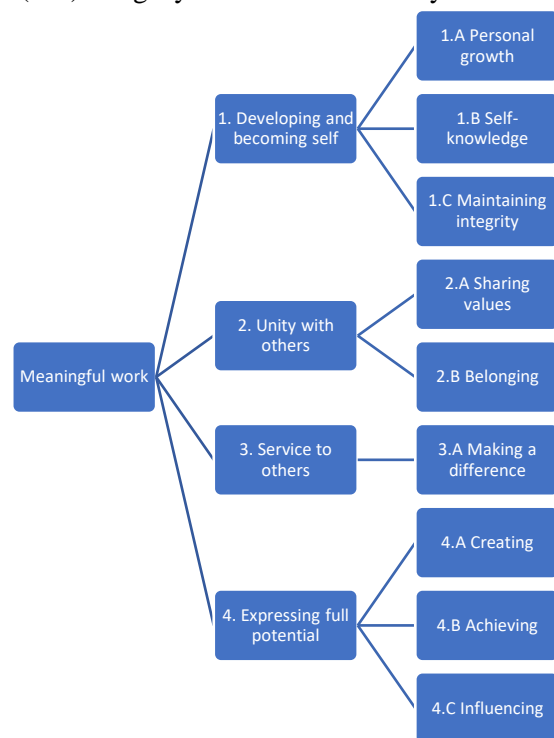 1.A Personal
growth
1. Developing and
becoming self
1.B Self-
knowledge
1.C Maintaining
integrity
2.A Sharing
values
2. Unity with
others
2.B Belonging
Meaningful work
3. Service to
others
3.A Making a
difference
4.A Creating
4. Expressing full
potential
4.B Achieving
4.C Influencing